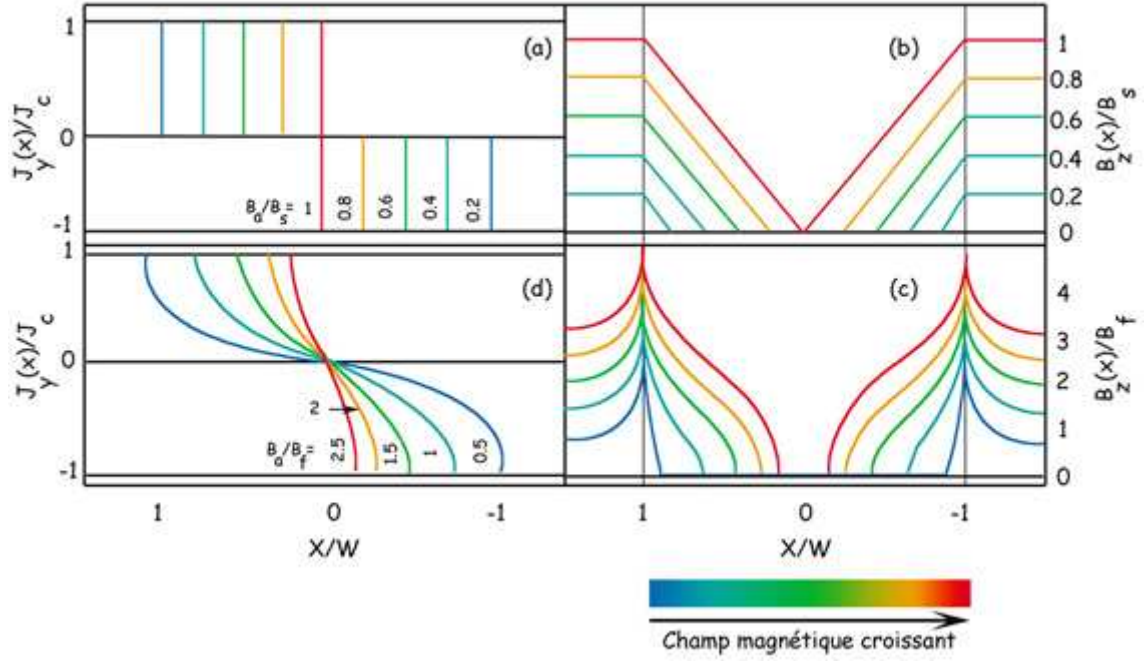 1
0
-1
J_y(x)/J_c
(a)
B_a/B_s= 1
0.8
0.6
0.4
0.2
(b)
1
0.8
0.6
0.4
0.2
0
B_z(x)/B_s
1
0
-1
J_y(x)/J_c
(d)
2
B_a/B_f=
2.5
1.5
1
0.5
(c)
4
3
2
1
0
B_z(x)/B_f
1 0 -1
X/W
1 0 -1
X/W
Champ magnétique croissant